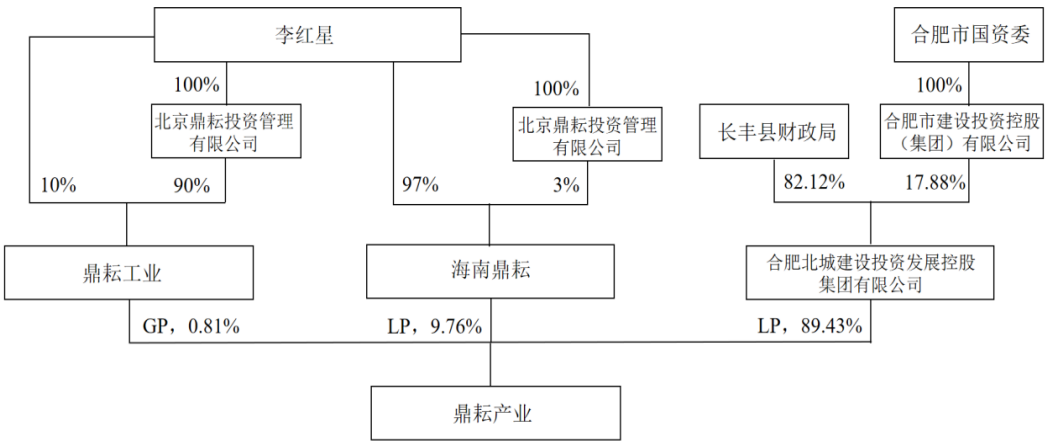 李红星
合肥市国资委
100%
100%
100%
北京鼎耘投资管理
有限公司
北京鼎耘投资管理
有限公司
长丰县财政局
合肥市建设投资控股
（集团）有限公司
10%
90%
97%
3%
82.12%
17.88%
鼎耘工业
海南鼎耘
合肥北城建设投资发展控股
集团有限公司
GP，0.81%
LP，9.76%
LP，89.43%
鼎耘产业